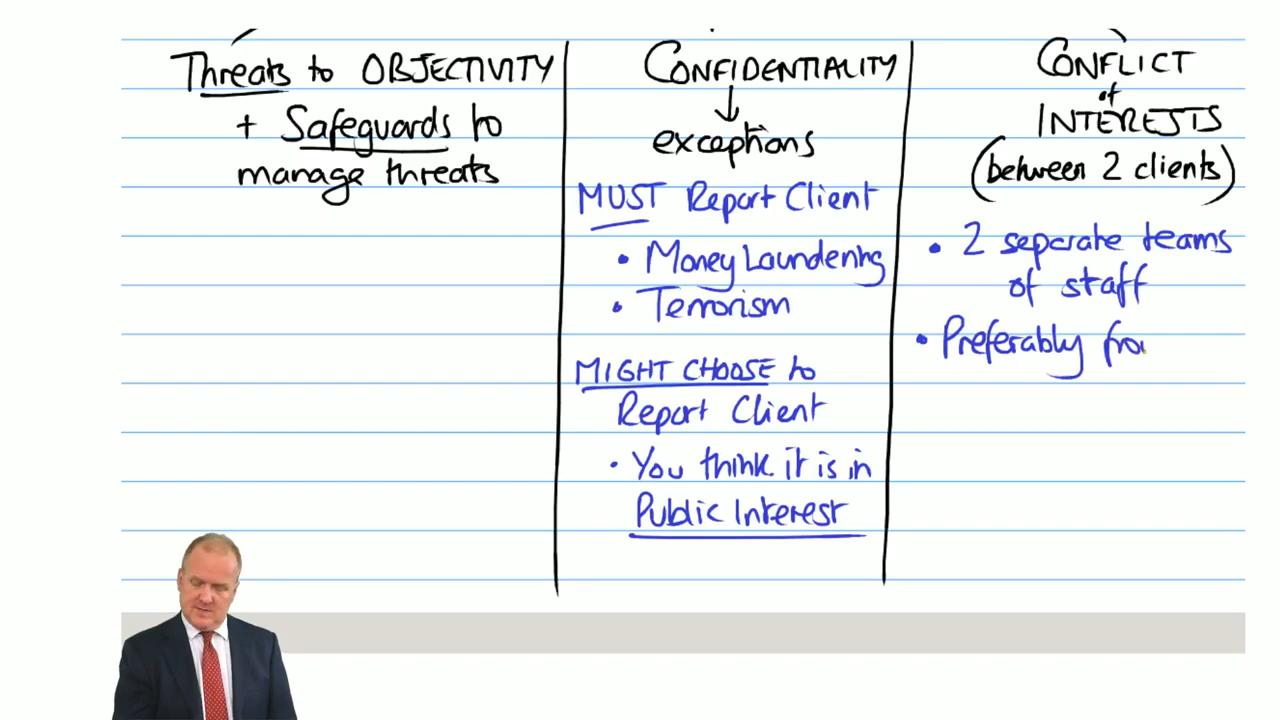 Threats to OBJECTIVITY
+ Safeguards to
manage threats
CONFIDENTIALITY
exceptions
MUST Report Client
• Money Laundering
• Terrorism
MIGHT CHOOSE to
Report Client
• You think it is in
Public Interest
CONFLICT
of
INTERESTS
(between 2 clients)
• 2 separate teams
of staff
• Preferably fro